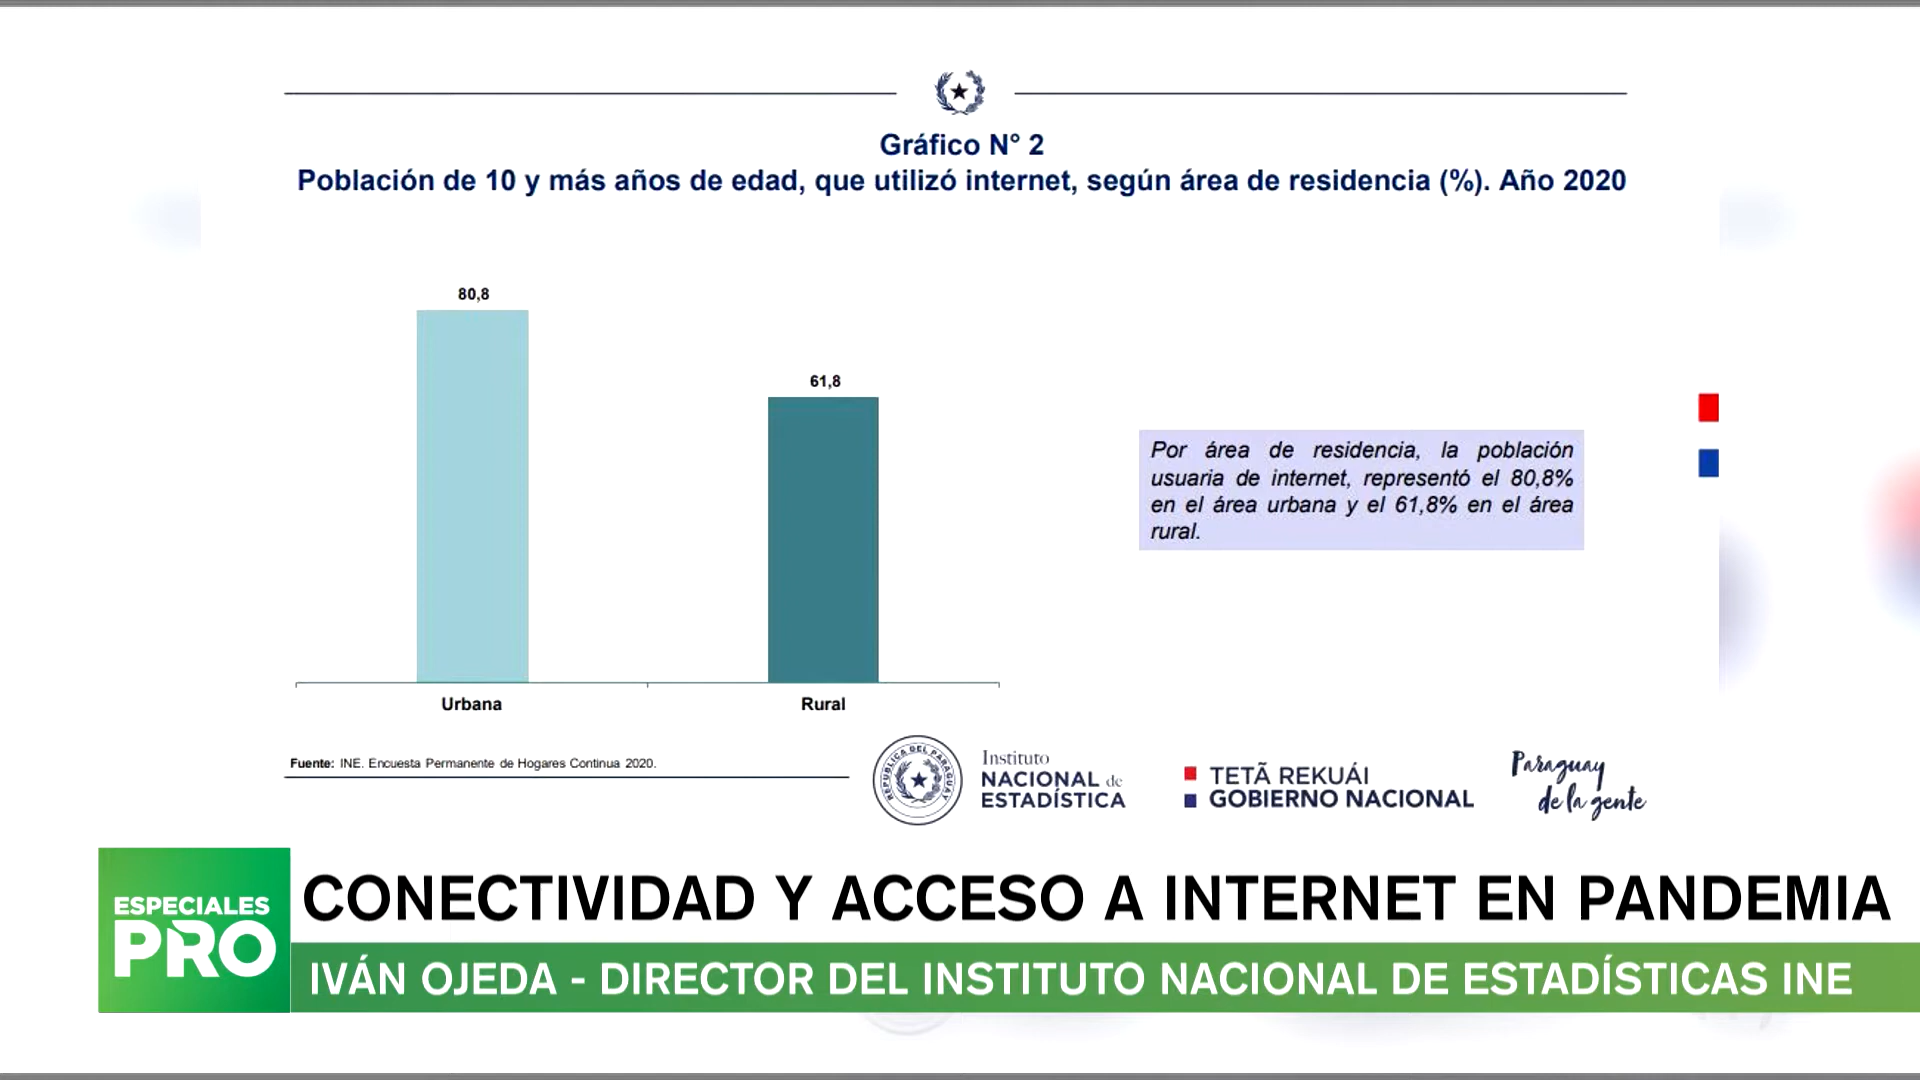 Gráfico N° 2
Población de 10 y más años de edad, que utilizó internet, según área de residencia (%). Año 2020
80,8
61,8
Por área de residencia, la población
usuaria de internet, representó el 80,8%
en el área urbana y el 61,8% en el área
rural.
Urbana
Rural
Fuente: INE. Encuesta Permanente de Hogares Continua 2020.
REPUBLICA DEL PARAGUAY
Instituto
NACIONAL de
ESTADÍSTICA
TETÃ REKUÁI
GOBIERNO NACIONAL
Paraguay
de la gente
ESPECIALES
PRO
CONECTIVIDAD Y ACCESO A INTERNET EN PANDEMIA
IVÁN OJEDA - DIRECTOR DEL INSTITUTO NACIONAL DE ESTADÍSTICAS INE